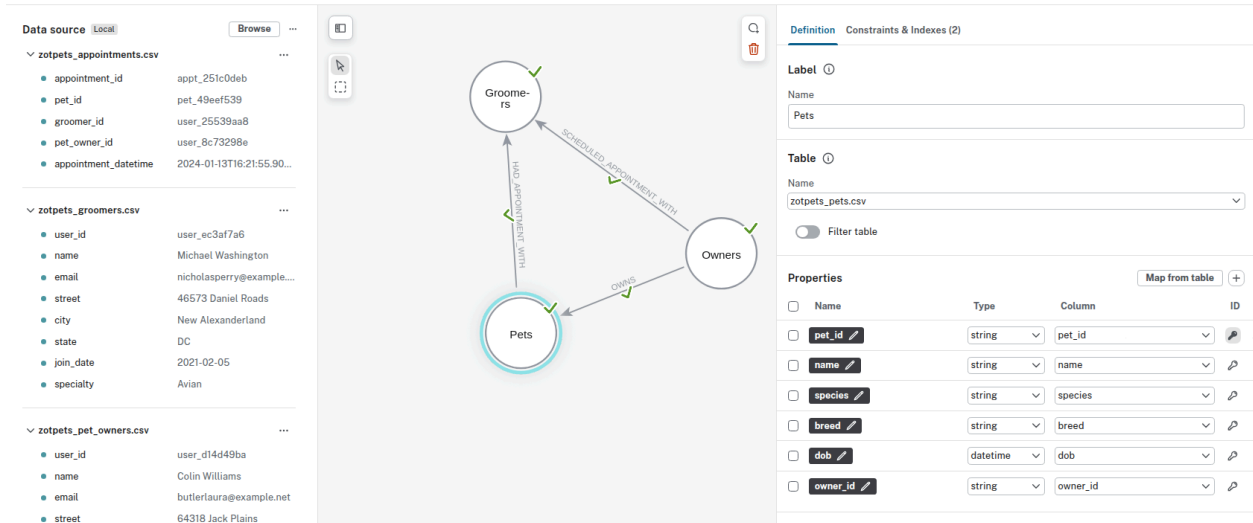 Data source Local Browse ...
zotpets_appointments.csv ...
appointment_id appt_251c0deb
pet_id pet_49eef539
groomer_id user_25539aa8
pet_owner_id user_8c73298e
appointment_datetime 2024-01-13T16:21:55.90...
zotpets_groomers.csv ...
user_id user_ec3af7a6
name Michael Washington
email nicholasperry@example....
street 46573 Daniel Roads
city New Alexanderland
state DC
join_date 2021-02-05
specialty Avian
zotpets_pet_owners.csv ...
user_id user_d14d49ba
name Colin Williams
email butlerlaura@example.net
street 64318 Jack Plains
Groome-
rs
SCHEDULED_APPOINTMENT_WITH
HAD_APPOINTMENT_WITH
Owners
OWNS
Pets
Definition Constraints & Indexes (2)
Label
Name
Pets
Table
Name
zotpets_pets.csv
Filter table
Properties Map from table +
Name Type Column ID
pet_id string pet_id
name string name
species string species
breed string breed
dob datetime dob
owner_id string owner_id